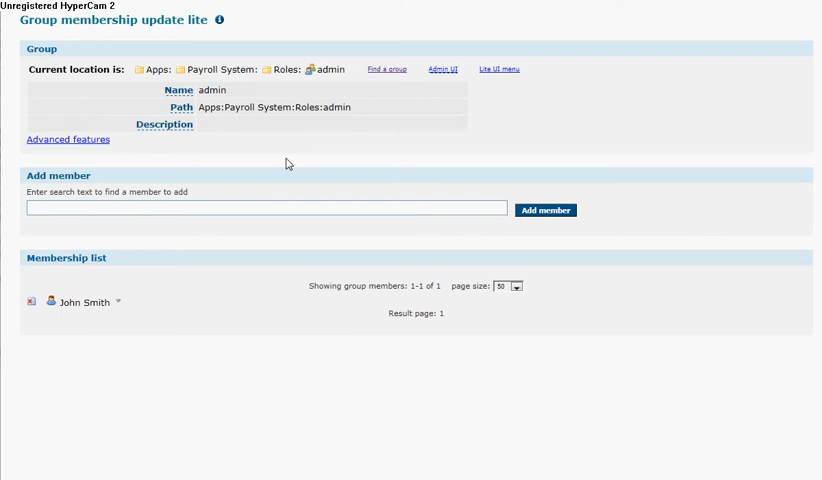 Unregistered HyperCam 2
Group membership update lite
Group
Current location is: Apps: Payroll System: Roles: admin Find a group Admin UI Lite UI menu
Name admin
Path Apps:Payroll System:Roles:admin
Description
Advanced features
Add member
Enter search text to find a member to add
Add member
Membership list
Showing group members: 1-1 of 1 page size: 50
John Smith
Result page: 1